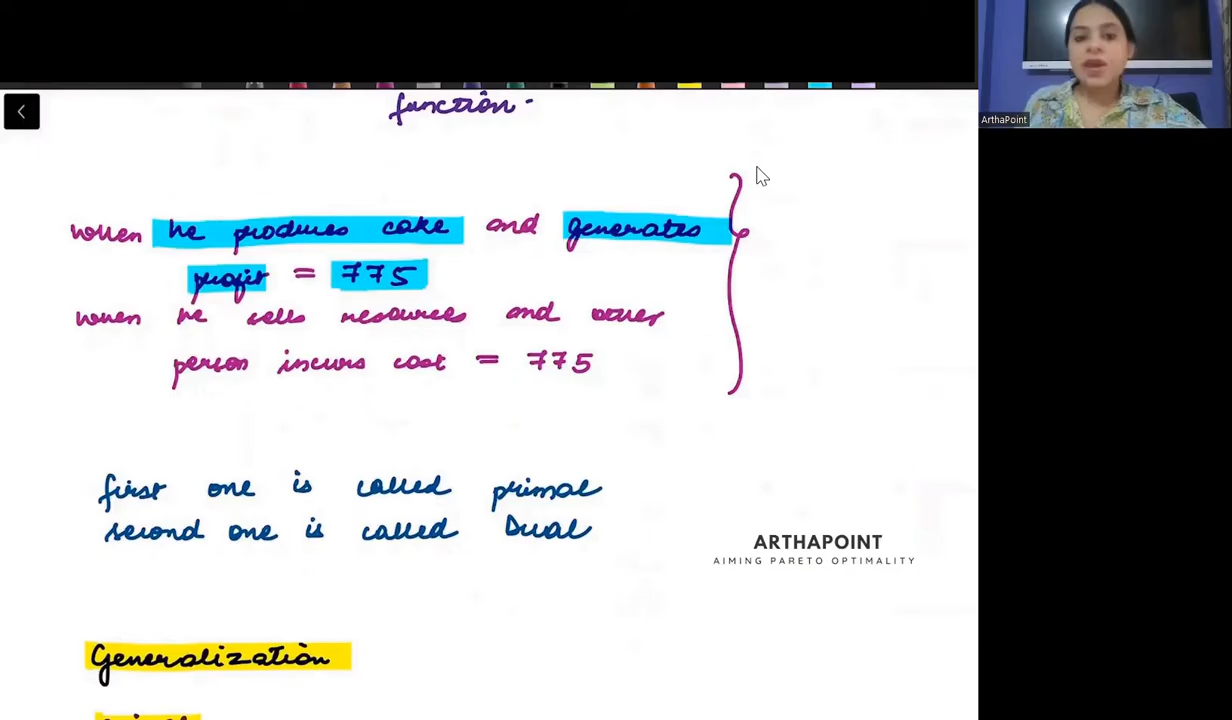 function.
when he produces cake and generates
profit = 775
when he sells resources and other
person incurs cost = 775
first one is called primal
second one is called Dual
ARTHAPOINT
AIMING PARETO OPTIMALITY
Generalization
ArthaPoint